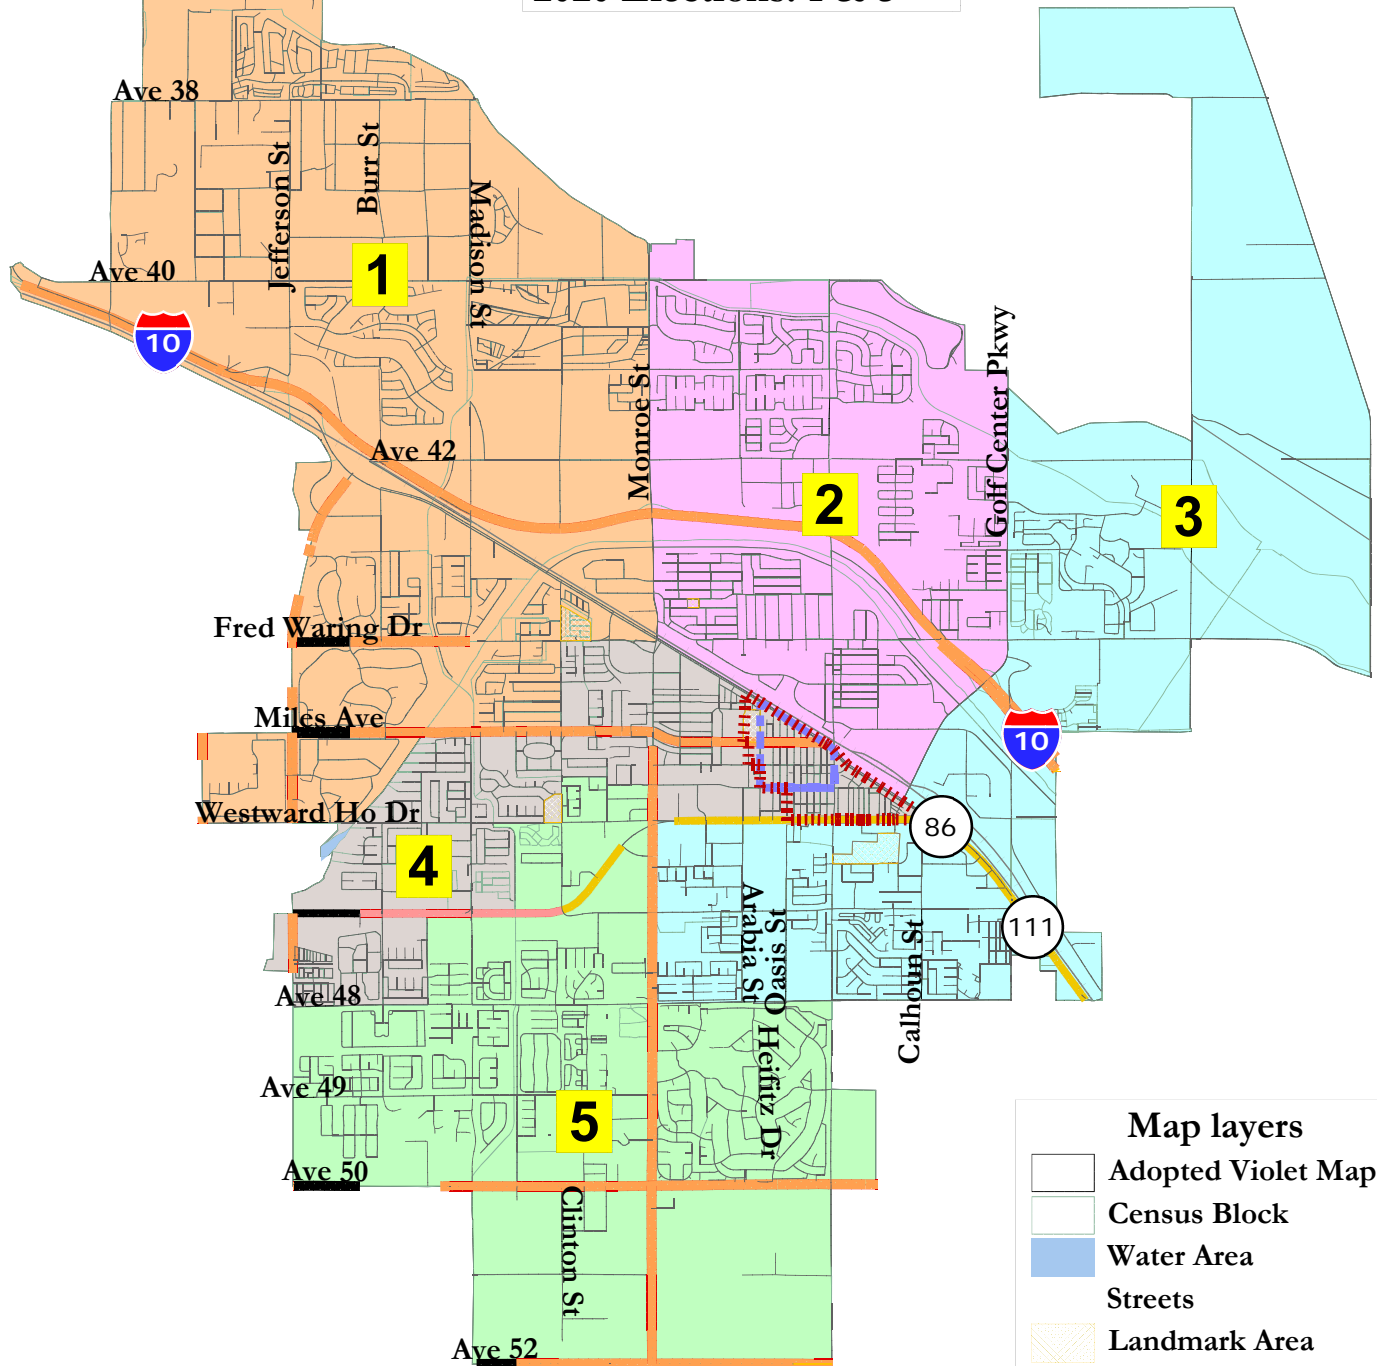 Ave 38
Jefferson St
Burr St
Madison St
Ave 40
1
10
Monroe St
Golf Center Pkwy
Ave 42
2
3
Fred Waring Dr
Miles Ave
10
Westward Ho Dr
86
4
111
Arabia St
Oasis St
Calhoun St
Ave 48
Heifitz Dr
Ave 49
5
Ave 50
Clinton St
Ave 52
Map layers
Adopted Violet Map
Census Block
Water Area
Streets
Landmark Area